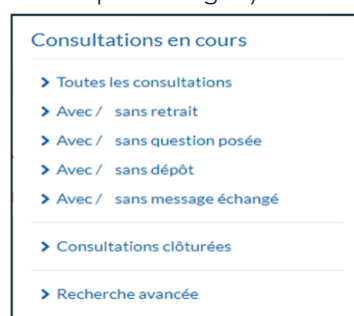 Consultations en cours
> Toutes les consultations
> Avec / sans retrait
> Avec / sans question posée
> Avec / sans dépôt
> Avec / sans message échangé
> Consultations clôturées
> Recherche avancée